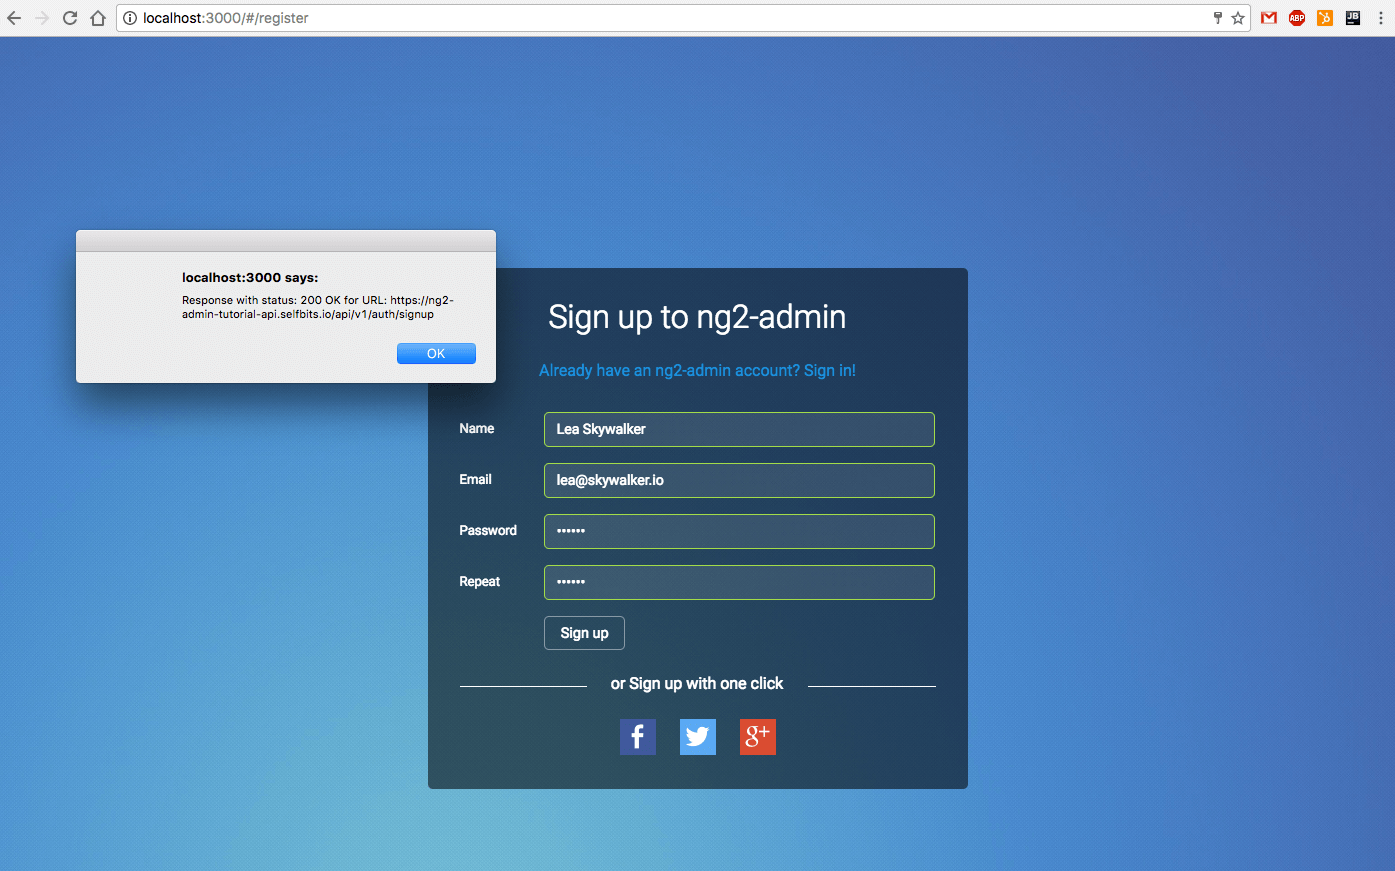 localhost:3000/#/register
ABP
JB
localhost:3000 says:
Response with status: 200 OK for URL: https://ng2-
admin-tutorial-api.selfbits.io/api/v1/auth/signup
OK
Sign up to ng2-admin
Already have an ng2-admin account? Sign in!
Name
Lea Skywalker
Email
lea@skywalker.io
Password
••••••
Repeat
••••••
Sign up
or Sign up with one click
f
g+